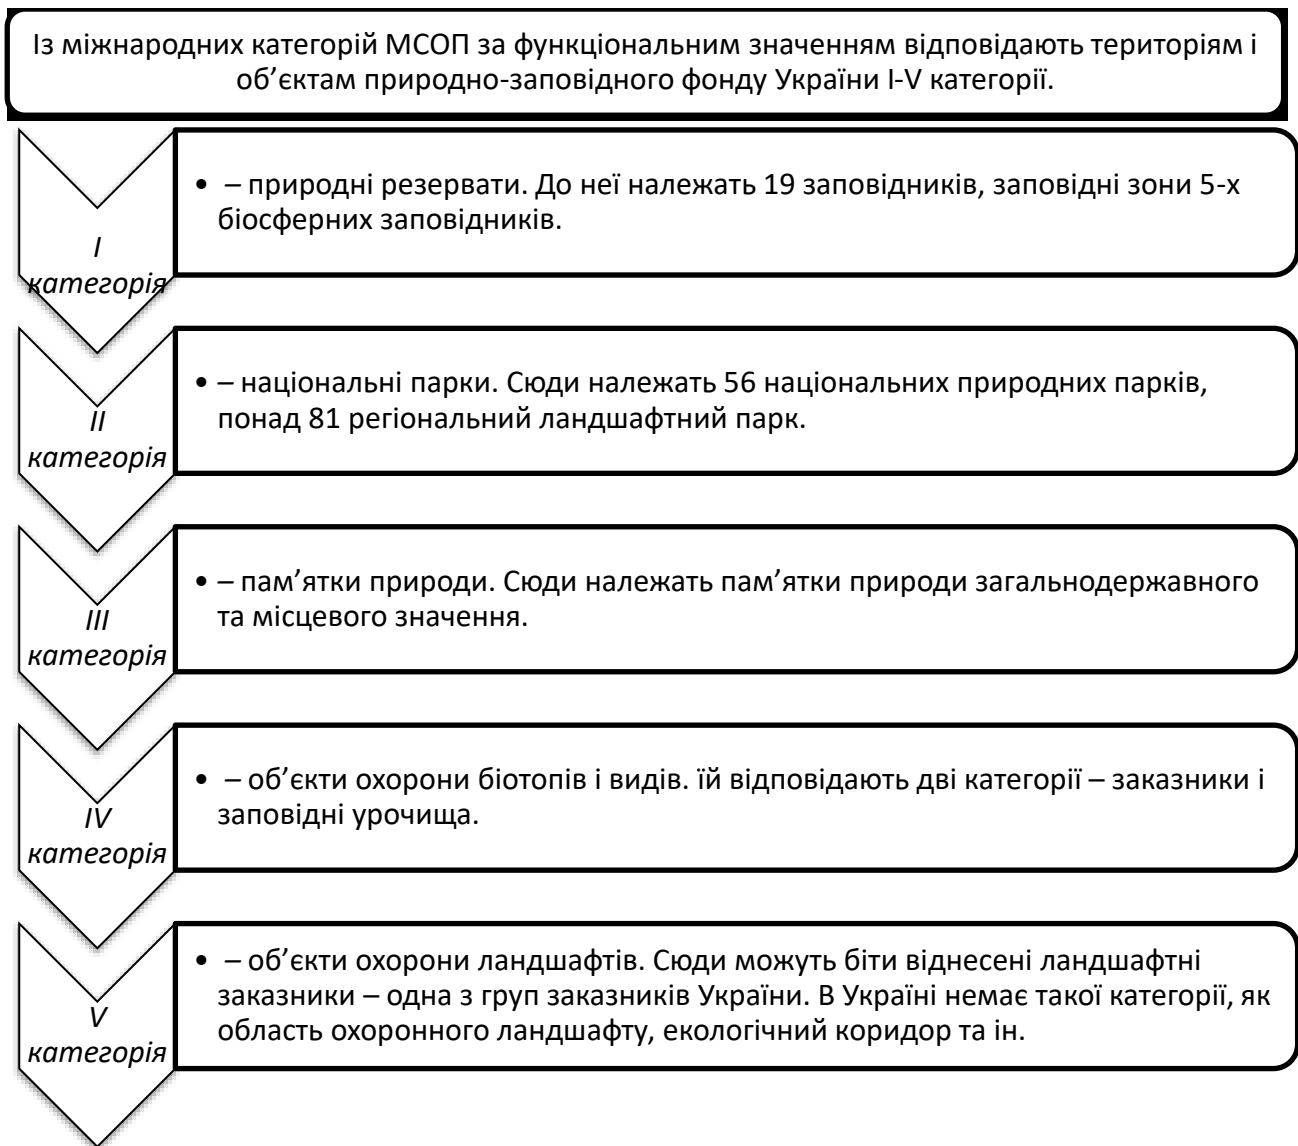 Із міжнародних категорій МСОП за функціональним значенням відповідають територіям і
об’єктам природно-заповідного фонду України І-V категорії.
I
категорія
• – природні резервати. До неї належать 19 заповідників, заповідні зони 5-х
біосферних заповідників.
II
категорія
• – національні парки. Сюди належать 56 національних природних парків,
понад 81 регіональний ландшафтний парк.
III
категорія
• – пам’ятки природи. Сюди належать пам’ятки природи загальнодержавного
та місцевого значення.
IV
категорія
• – об’єкти охорони біотопів і видів. їй відповідають дві категорії – заказники і
заповідні урочища.
V
категорія
• – об’єкти охорони ландшафтів. Сюди можуть біти віднесені ландшафтні
заказники – одна з груп заказників України. В Україні немає такої категорії, як
область охоронного ландшафту, екологічний коридор та ін.